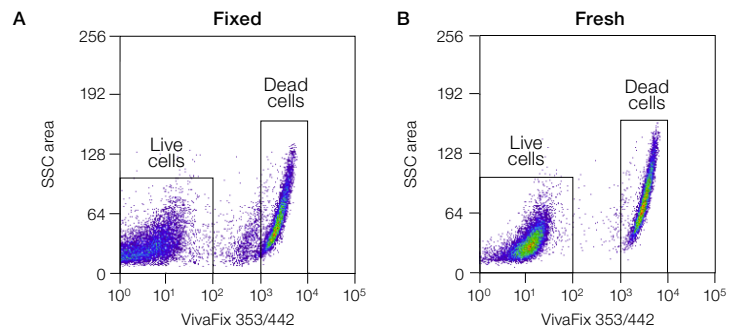 A
Fixed
256
192
128
64
0
SSC area
Live
cells
Dead
cells
10⁰
10¹
10²
10³
10⁴
10⁵
VivaFix 353/442
B
Fresh
256
192
128
64
0
SSC area
Live
cells
Dead
cells
10⁰
10¹
10²
10³
10⁴
10⁵
VivaFix 353/442